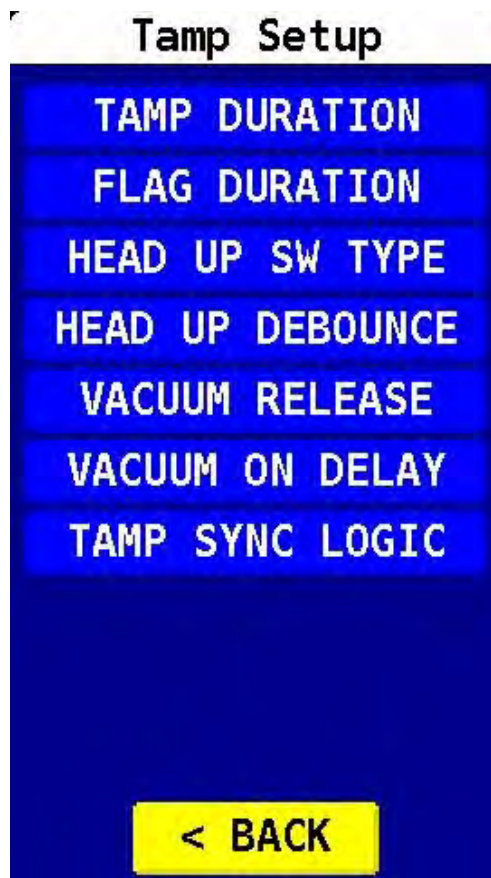 Tamp Setup
TAMP DURATION
FLAG DURATION
HEAD UP SW TYPE
HEAD UP DEBOUNCE
VACUUM RELEASE
VACUUM ON DELAY
TAMP SYNC LOGIC
< BACK